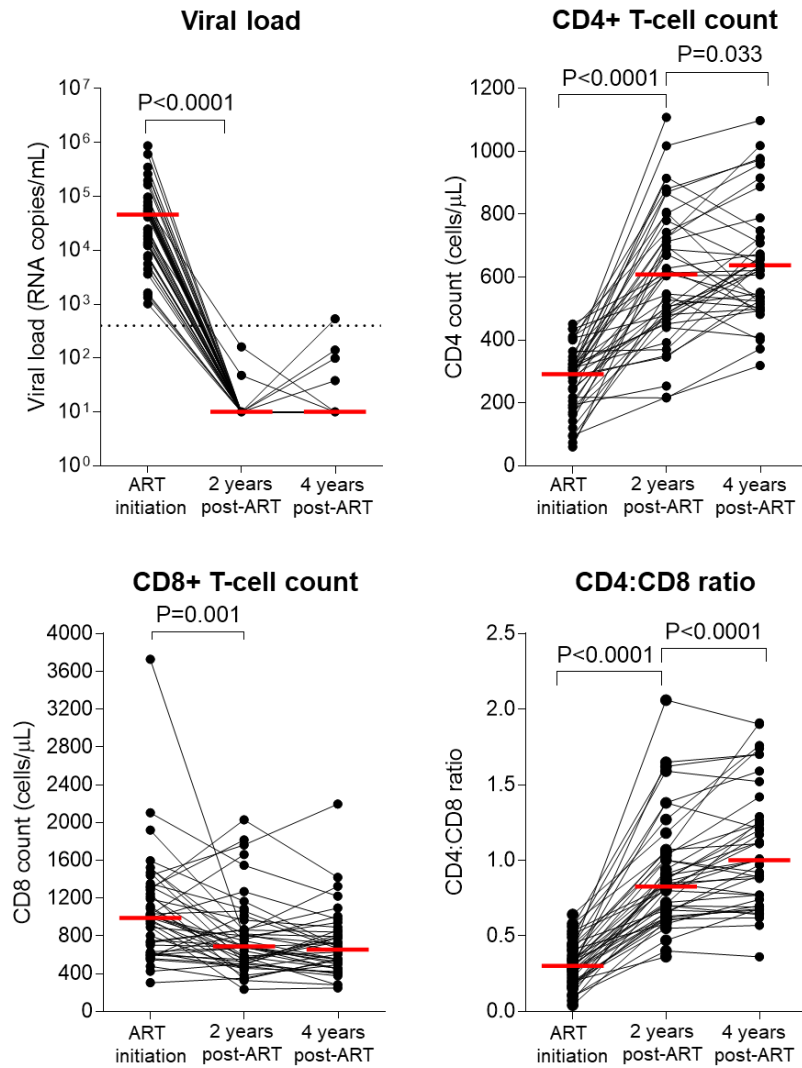 Viral load
P<0.0001
Viral load (RNA copies/mL)
10⁷
10⁶
10⁵
10⁴
10³
10²
10¹
10⁰
ART initiation
2 years post-ART
4 years post-ART
CD4+ T-cell count
P<0.0001
P=0.033
CD4 count (cells/μL)
1200
1000
800
600
400
200
0
ART initiation
2 years post-ART
4 years post-ART
CD8+ T-cell count
P=0.001
CD8 count (cells/μL)
4000
3600
3200
2800
2400
2000
1600
1200
800
400
0
ART initiation
2 years post-ART
4 years post-ART
CD4:CD8 ratio
P<0.0001
P<0.0001
CD4:CD8 ratio
2.5
2.0
1.5
1.0
0.5
0.0
ART initiation
2 years post-ART
4 years post-ART